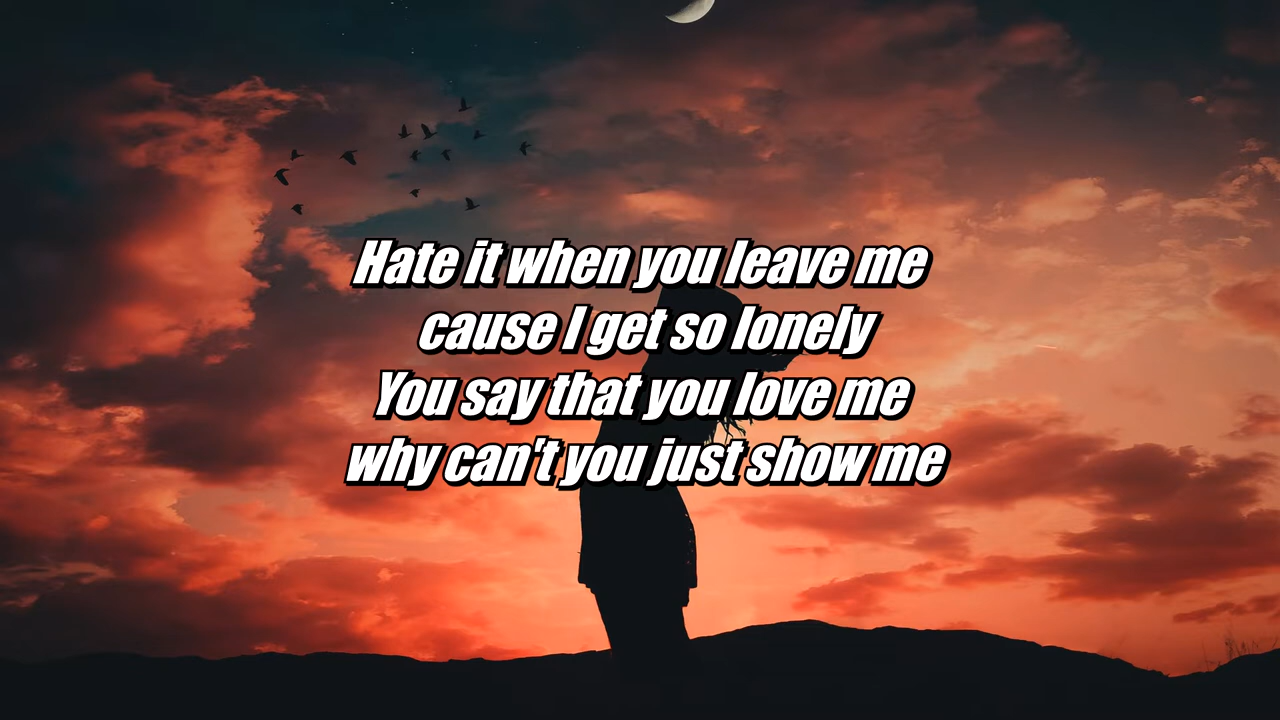 Hate it when you leave me
cause I get so lonely
You say that you love me
why can't you just show me